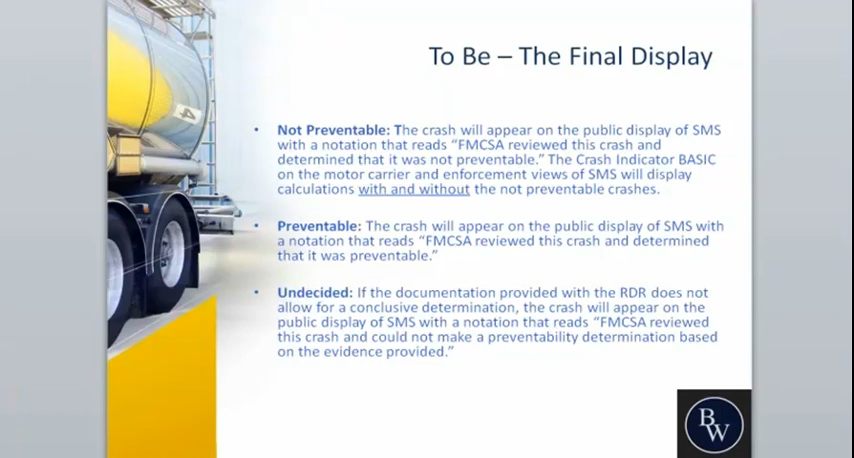 To Be – The Final Display
• Not Preventable: The crash will appear on the public display of SMS
with a notation that reads “FMCSA reviewed this crash and
determined that it was not preventable.” The Crash Indicator BASIC
on the motor carrier and enforcement views of SMS will display
calculations with and without the not preventable crashes.
• Preventable: The crash will appear on the public display of SMS with
a notation that reads “FMCSA reviewed this crash and determined
that it was preventable.”
• Undecided: If the documentation provided with the RDR does not
allow for a conclusive determination, the crash will appear on the
public display of SMS with a notation that reads “FMCSA reviewed
this crash and could not make a preventability determination based
on the evidence provided.”
4
BW